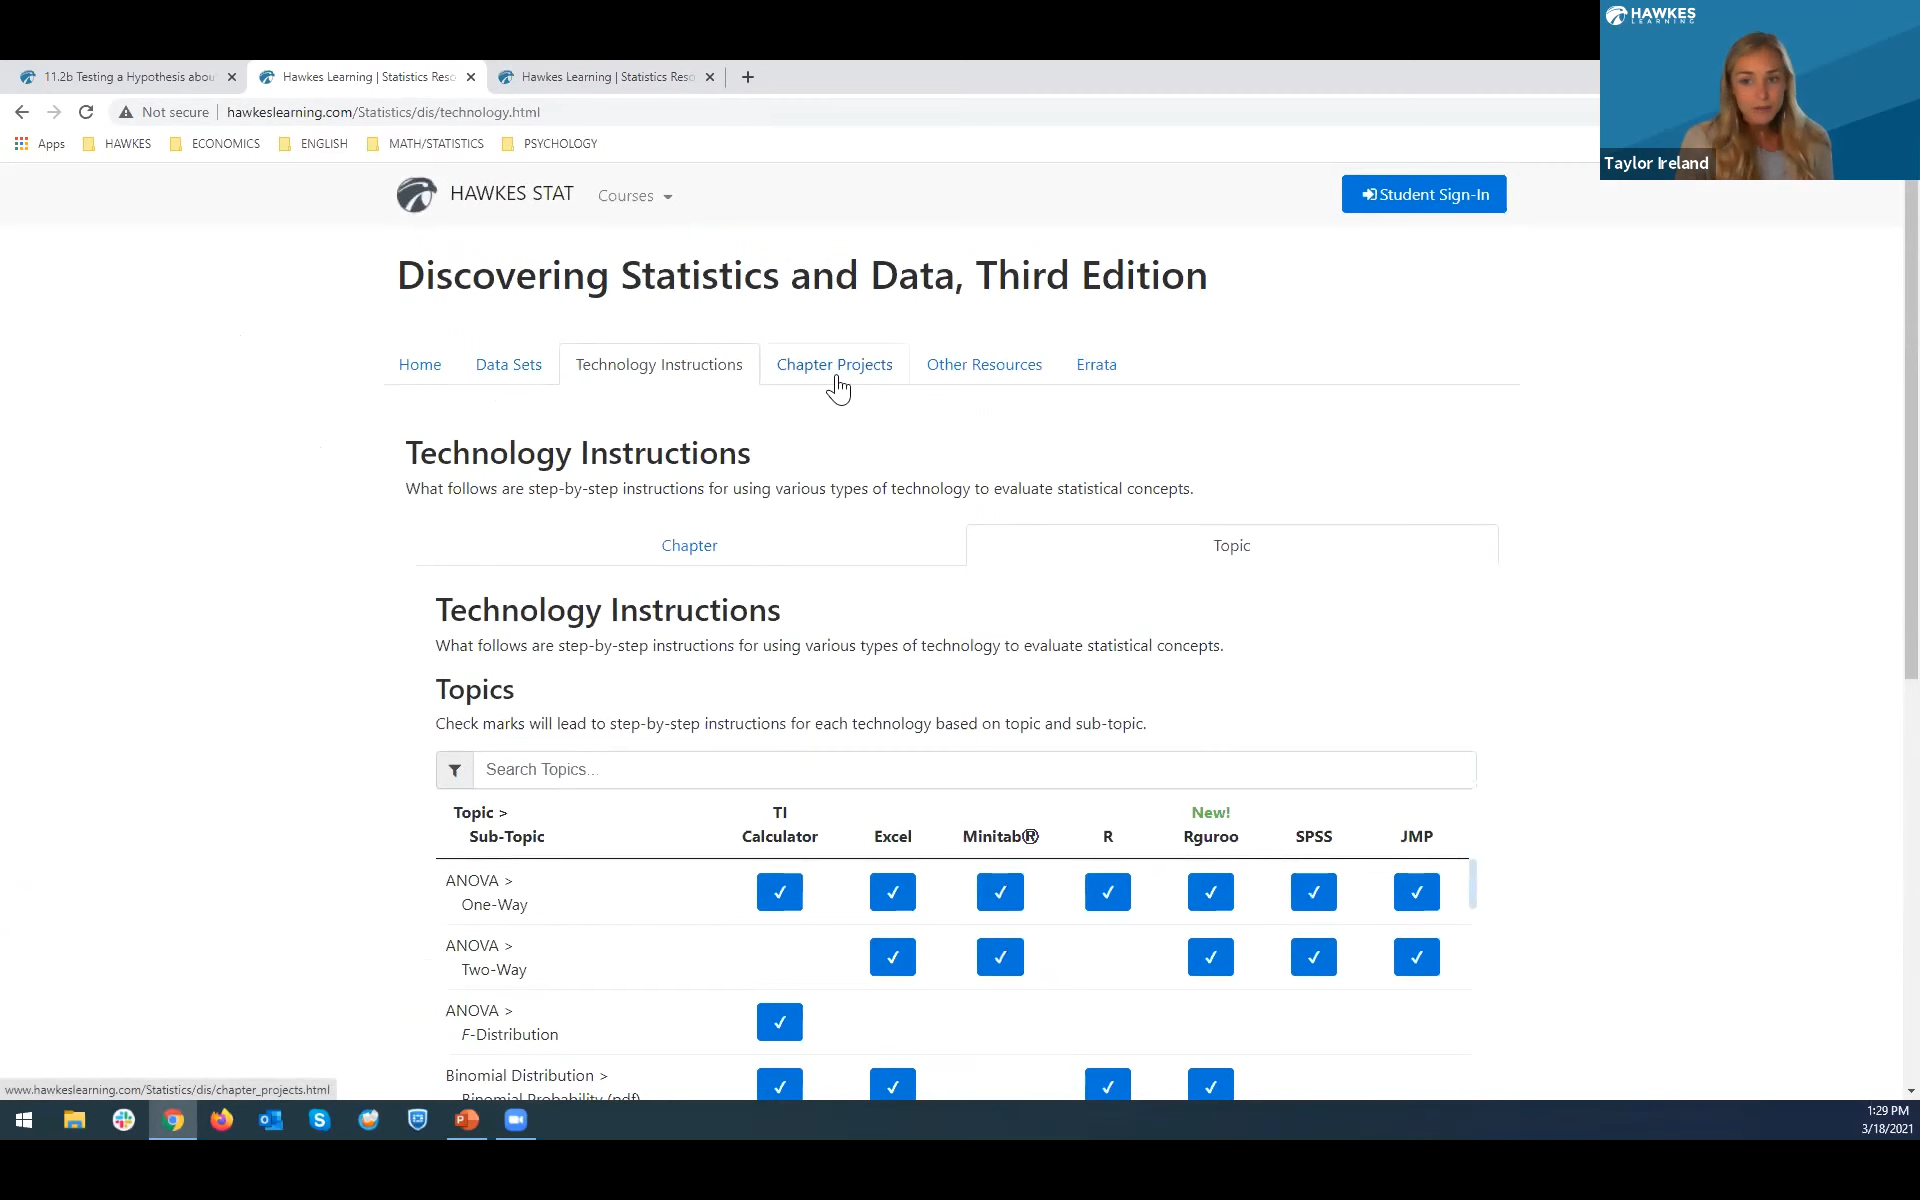 HAWKES
LEARNING
Taylor Ireland
11.2b Testing a Hypothesis abou
Hawkes Learning | Statistics Reso
Hawkes Learning | Statistics Reso
Not secure
hawkeslearning.com/Statistics/dis/technology.html
Apps
HAWKES
ECONOMICS
ENGLISH
MATH/STATISTICS
PSYCHOLOGY
HAWKES STAT
Courses
Student Sign-In
Discovering Statistics and Data, Third Edition
Home
Data Sets
Technology Instructions
Chapter Projects
Other Resources
Errata
Technology Instructions
What follows are step-by-step instructions for using various types of technology to evaluate statistical concepts.
Chapter
Topic
Technology Instructions
What follows are step-by-step instructions for using various types of technology to evaluate statistical concepts.
Topics
Check marks will lead to step-by-step instructions for each technology based on topic and sub-topic.
Search Topics...
Topic >
Sub-Topic
TI
Calculator
Excel
Minitab®
R
New!
Rguroo
SPSS
JMP
ANOVA >
One-Way
ANOVA >
Two-Way
ANOVA >
F-Distribution
Binomial Distribution >
Binomial Probability (pdf)
www.hawkeslearning.com/Statistics/dis/chapter_projects.html
1:29 PM
3/18/2021